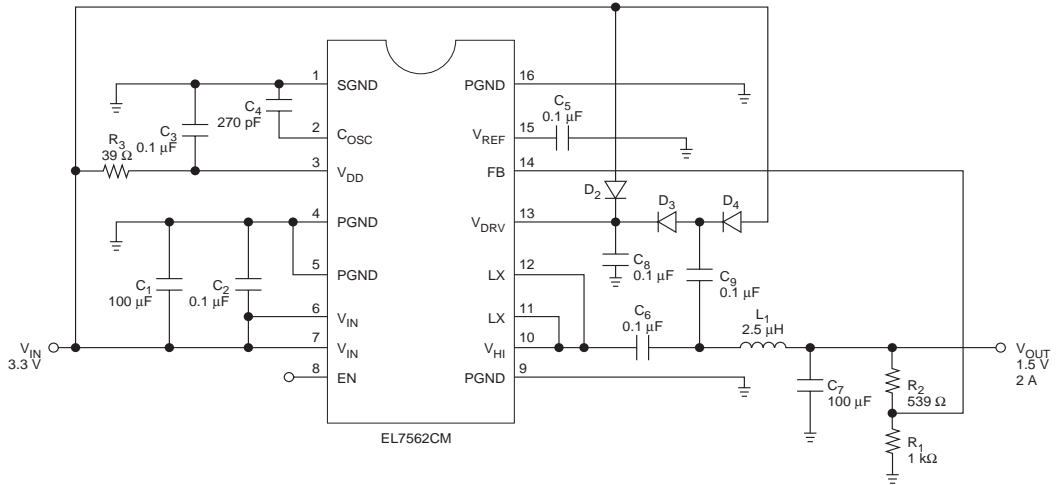 1
SGND
C4
270 pF
2
COSC
C3
0.1 µF
R3
39 Ω
3
VDD
4
PGND
5
PGND
C1
100 µF
C2
0.1 µF
6
VIN
7
VIN
VIN
3.3 V
8
EN
EL7562CM
16
PGND
C5
0.1 µF
15
VREF
14
FB
D2
13
VDRV
D3
D4
C8
0.1 µF
12
LX
C9
0.1 µF
11
LX
C6
0.1 µF
10
VHI
L1
2.5 µH
9
PGND
C7
100 µF
R2
539 Ω
R1
1 kΩ
VOUT
1.5 V
2 A